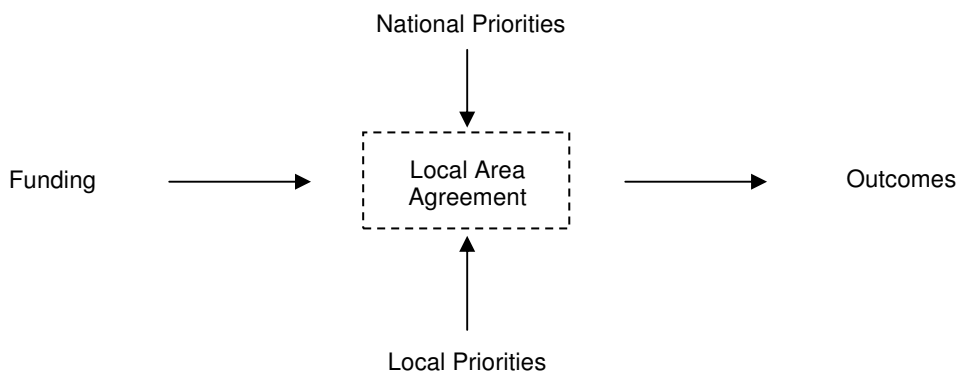 National Priorities
Funding
Local Area
Agreement
Outcomes
Local Priorities